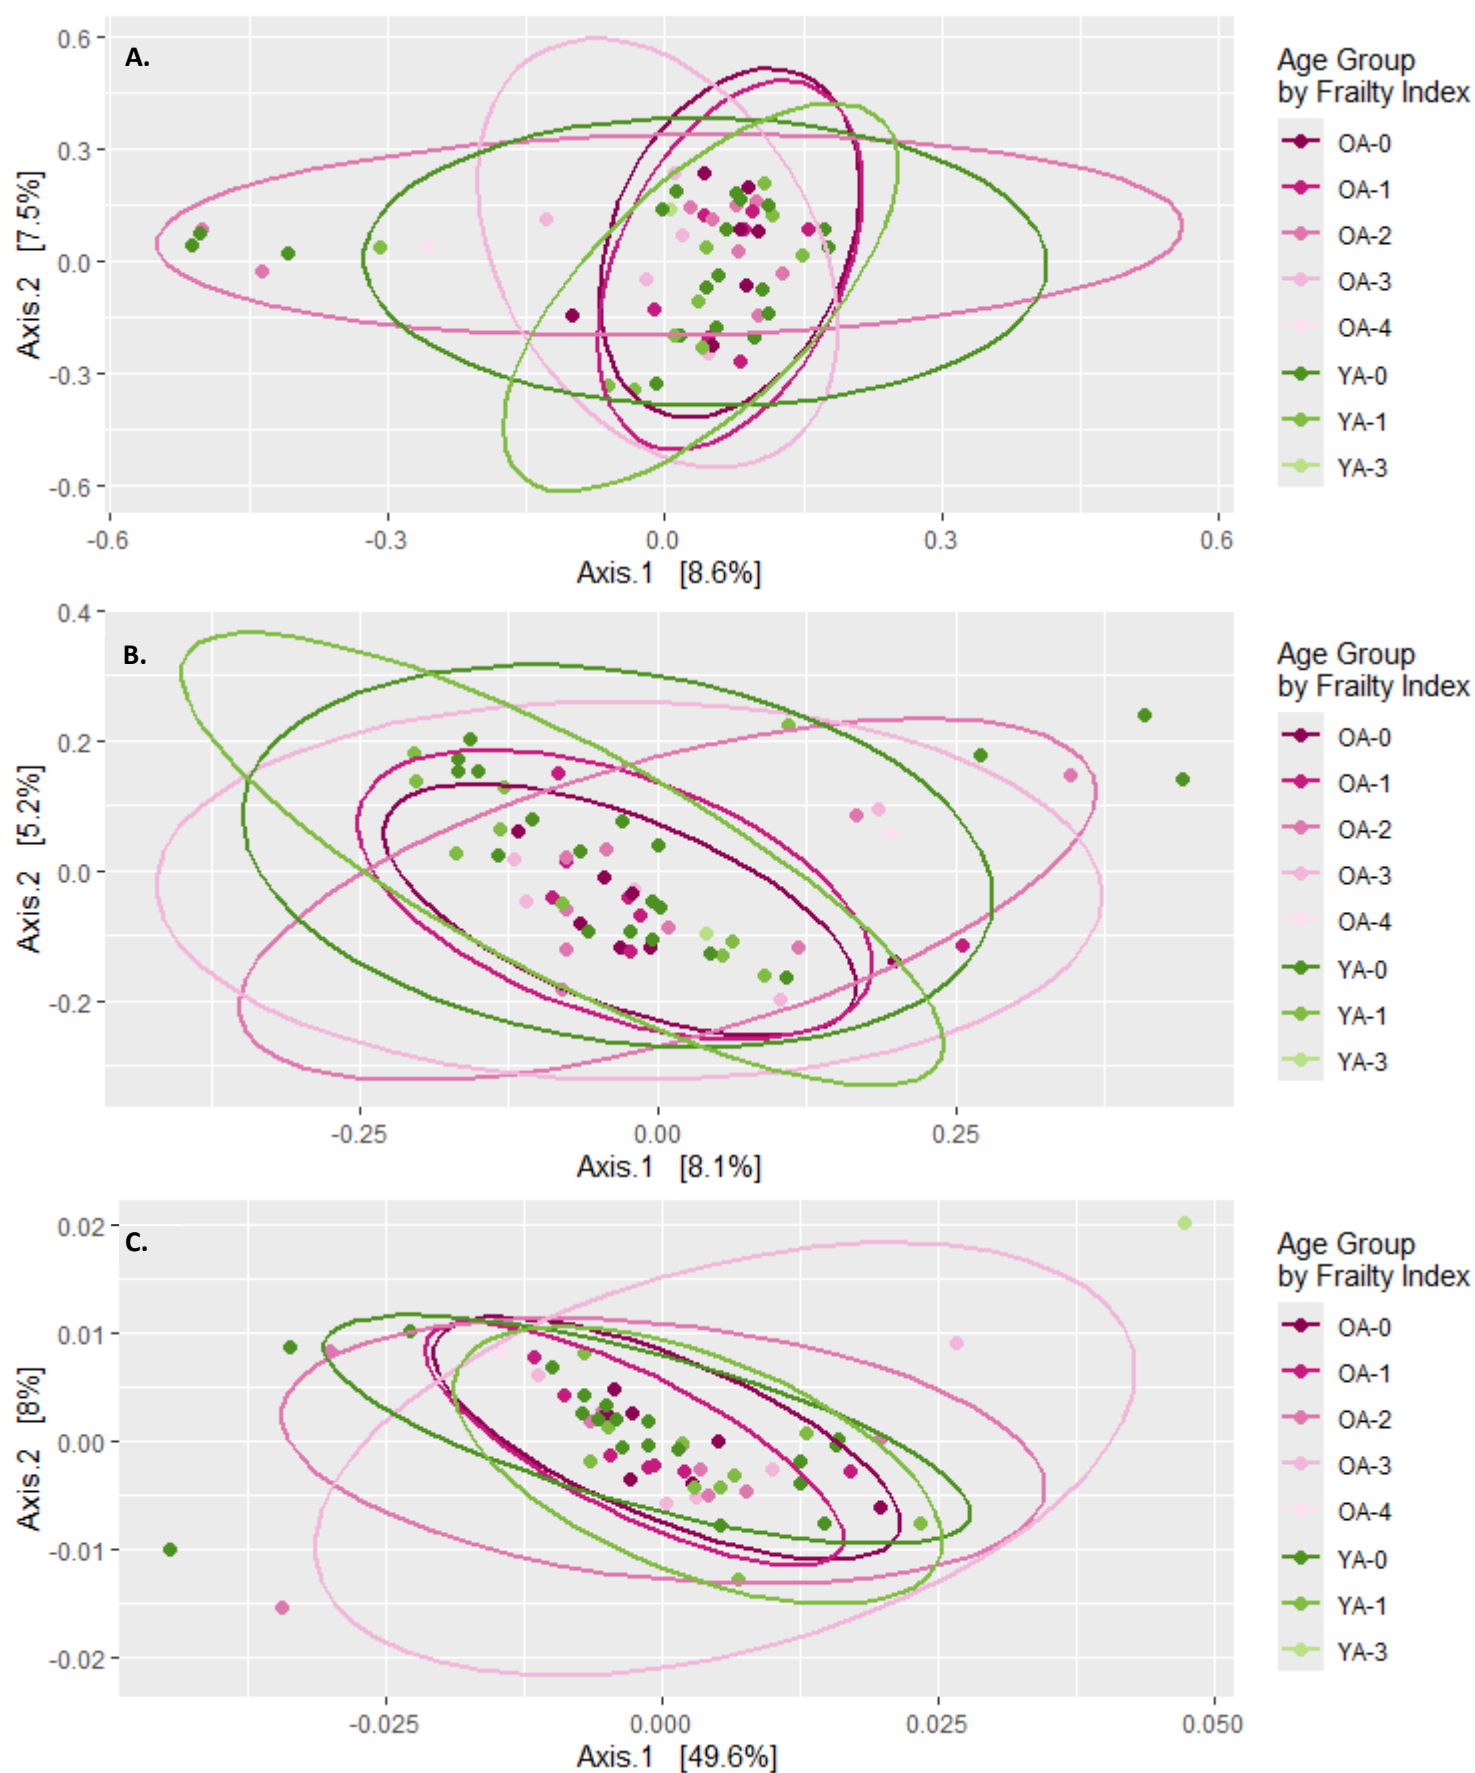 A.
0.6
0.3
0.0
-0.3
-0.6
Axis.2 [7.5%]
-0.6 -0.3 0.0 0.3 0.6
Axis.1 [8.6%]
Age Group
by Frailty Index
OA-0
OA-1
OA-2
OA-3
OA-4
YA-0
YA-1
YA-3
B.
0.4
0.2
0.0
-0.2
Axis.2 [5.2%]
-0.25 0.00 0.25
Axis.1 [8.1%]
Age Group
by Frailty Index
OA-0
OA-1
OA-2
OA-3
OA-4
YA-0
YA-1
YA-3
C.
0.02
0.01
0.00
-0.01
-0.02
Axis.2 [8%]
-0.025 0.000 0.025 0.050
Axis.1 [49.6%]
Age Group
by Frailty Index
OA-0
OA-1
OA-2
OA-3
OA-4
YA-0
YA-1
YA-3